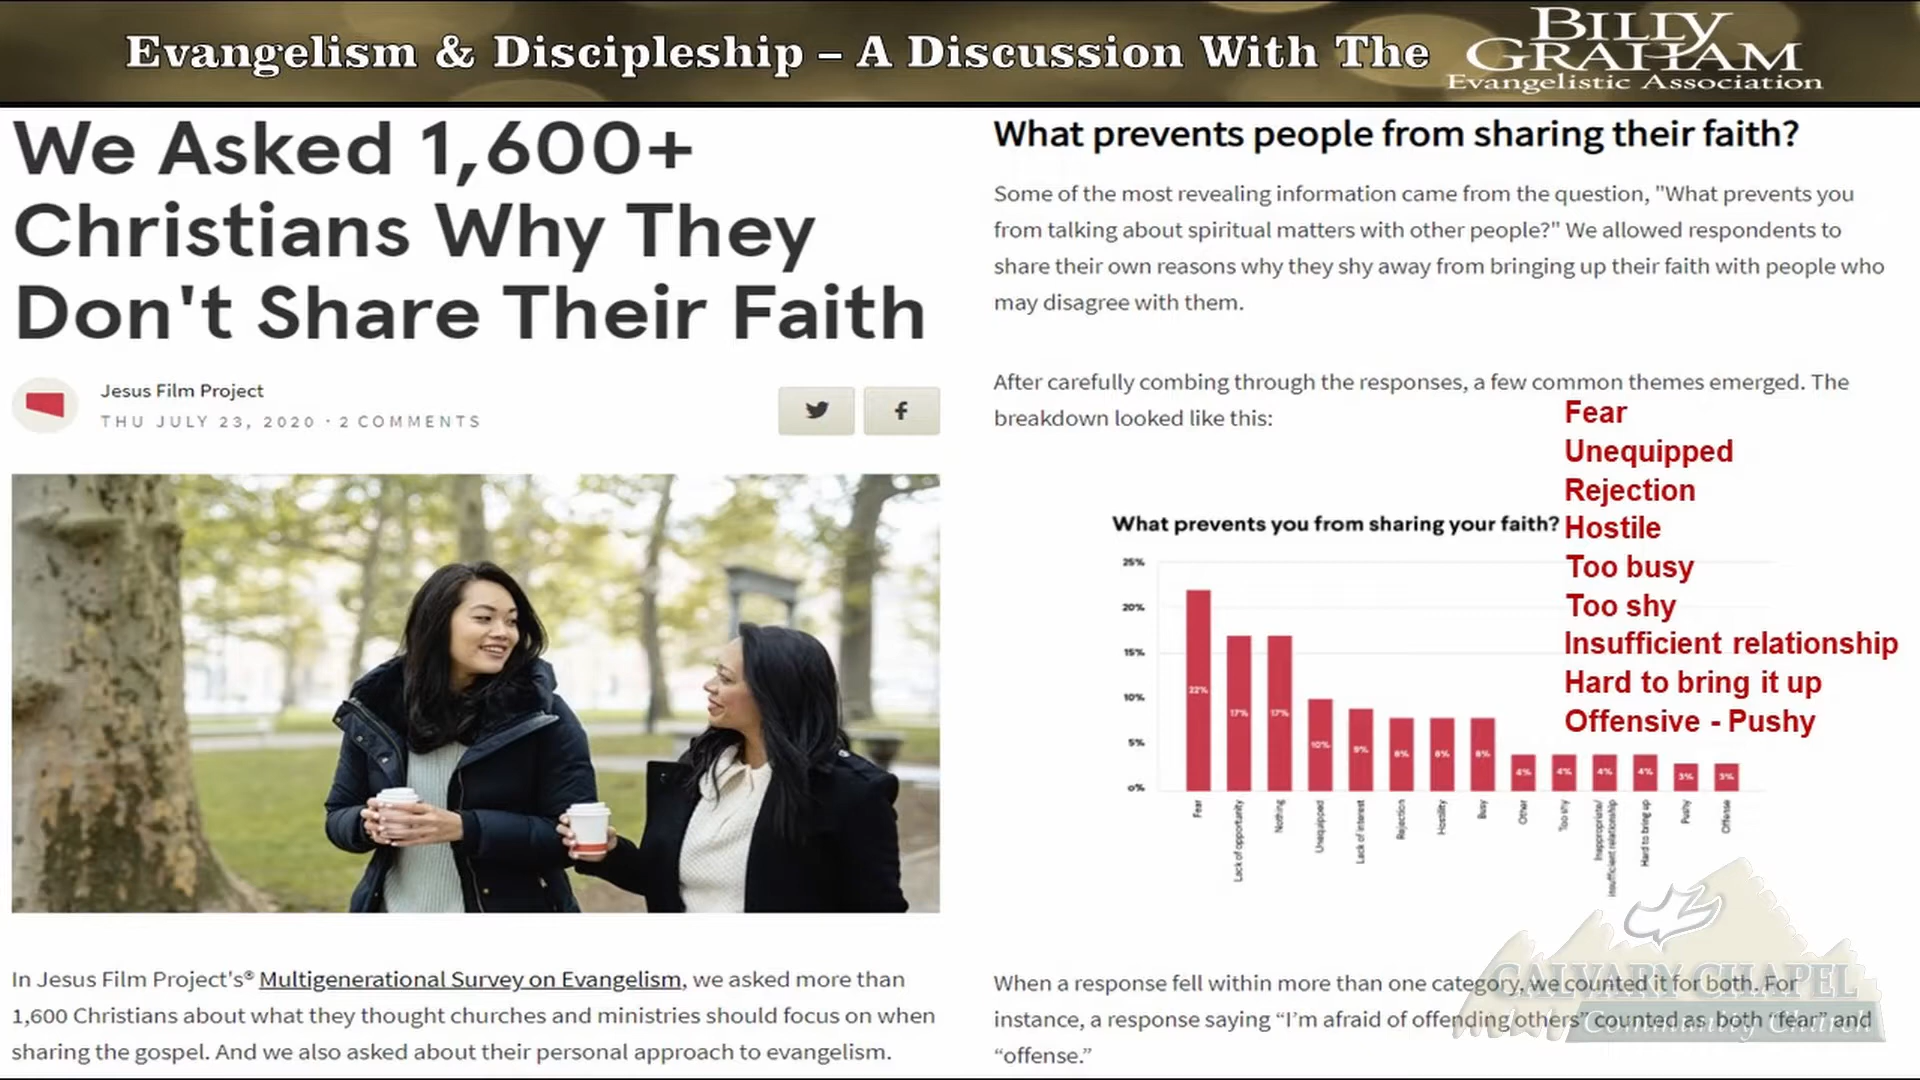 Evangelism & Discipleship – A Discussion With The
BILLY
GRAHAM
Evangelistic Association
We Asked 1,600+
Christians Why They
Don't Share Their Faith
Jesus Film Project
THU JULY 23, 2020 · 2 COMMENTS
In Jesus Film Project's® Multigenerational Survey on Evangelism, we asked more than
1,600 Christians about what they thought churches and ministries should focus on when
sharing the gospel. And we also asked about their personal approach to evangelism.
What prevents people from sharing their faith?
Some of the most revealing information came from the question, "What prevents you
from talking about spiritual matters with other people?" We allowed respondents to
share their own reasons why they shy away from bringing up their faith with people who
may disagree with them.
After carefully combing through the responses, a few common themes emerged. The
breakdown looked like this:
Fear
Unequipped
Rejection
Hostile
Too busy
Too shy
Insufficient relationship
Hard to bring it up
Offensive - Pushy
What prevents you from sharing your faith?
25%
20%
15%
10%
5%
0%
22%
17%
17%
10%
9%
8%
8%
8%
4%
4%
4%
4%
3%
3%
Fear
Lack of opportunity
Nothing
Unequipped
Lack of interest
Rejection
Hostility
Busy
Other
Too shy
Inappropriate/
insufficient relationship
Hard to bring up
Pushy
Offense
When a response fell within more than one category, we counted it for both. For
instance, a response saying “I’m afraid of offending others” counted as both “fear” and
“offense.”
CALVARY CHAPEL
Community Church